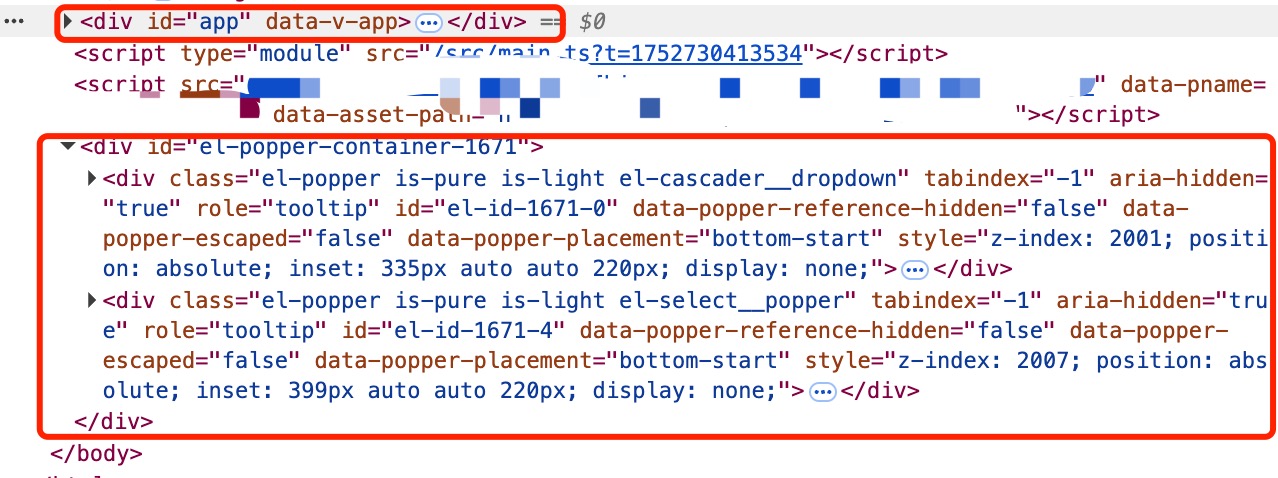 <div id="app" data-v-app>⋯</div> == $0
<script type="module" src="/src/main.ts?t=1752730413534"></script>
<script src=" " data-pname=
data-asset-path= "></script>
<div id="el-popper-container-1671">
<div class="el-popper is-pure is-light el-cascader__dropdown" tabindex="-1" aria-hidden=
"true" role="tooltip" id="el-id-1671-0" data-popper-reference-hidden="false" data-
popper-escaped="false" data-popper-placement="bottom-start" style="z-index: 2001; positi
on: absolute; inset: 335px auto auto 220px; display: none;">⋯</div>
<div class="el-popper is-pure is-light el-select__popper" tabindex="-1" aria-hidden="tru
e" role="tooltip" id="el-id-1671-4" data-popper-reference-hidden="false" data-popper-
escaped="false" data-popper-placement="bottom-start" style="z-index: 2007; position: abs
olute; inset: 399px auto auto 220px; display: none;">⋯</div>
</div>
</body>